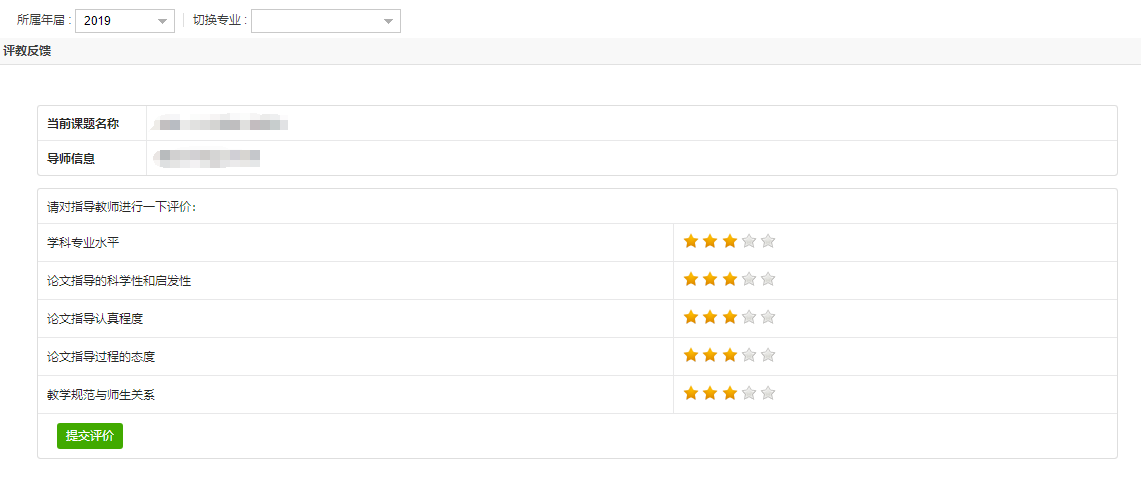 所属年届 : 2019 切换专业 :
评教反馈
当前课题名称
导师信息
请对指导教师进行一下评价:
学科专业水平
论文指导的科学性和启发性
论文指导认真程度
论文指导过程的态度
教学规范与师生关系
提交评价